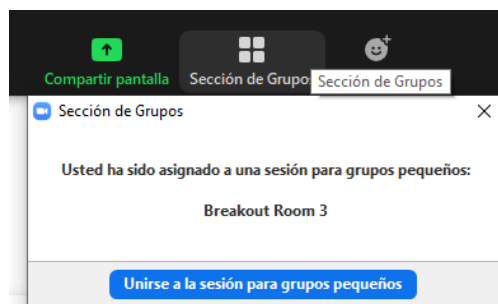 Compartir pantalla
Sección de Grupo
Sección de Grupos
Sección de Grupos
Usted ha sido asignado a una sesión para grupos pequeños:
Breakout Room 3
Unirse a la sesión para grupos pequeños